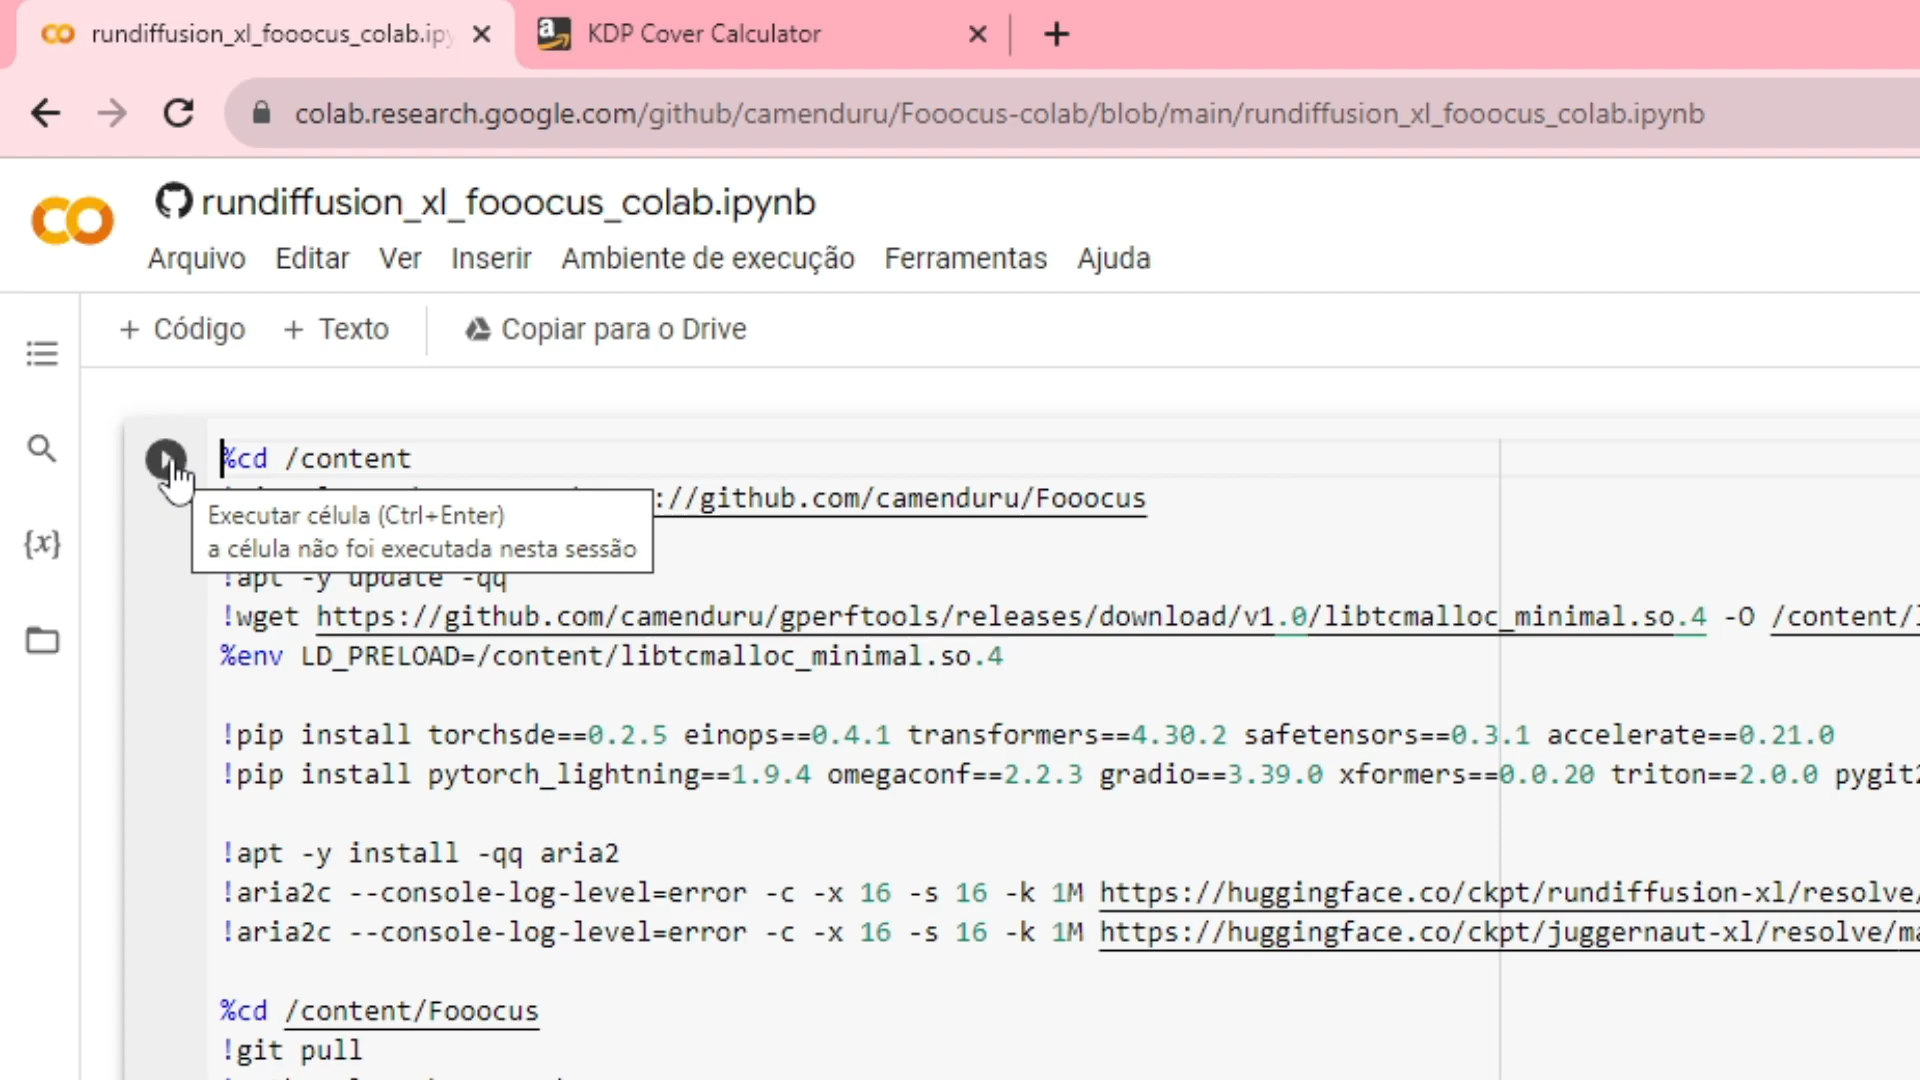 rundiffusion_xl_fooocus_colab.ipy
KDP Cover Calculator
colab.research.google.com/github/camenduru/Fooocus-colab/blob/main/rundiffusion_xl_fooocus_colab.ipynb
rundiffusion_xl_fooocus_colab.ipynb
Arquivo Editar Ver Inserir Ambiente de execução Ferramentas Ajuda
+ Código + Texto Copiar para o Drive
%cd /content
://github.com/camenduru/Fooocus
Executar célula (Ctrl+Enter)
a célula não foi executada nesta sessão
!apt -y update -qq
!wget https://github.com/camenduru/gperftools/releases/download/v1.0/libtcmalloc_minimal.so.4 -O /content/
%env LD_PRELOAD=/content/libtcmalloc_minimal.so.4
!pip install torchsde==0.2.5 einops==0.4.1 transformers==4.30.2 safetensors==0.3.1 accelerate==0.21.0
!pip install pytorch_lightning==1.9.4 omegaconf==2.2.3 gradio==3.39.0 xformers==0.0.20 triton==2.0.0 pygit2
!apt -y install -qq aria2
!aria2c --console-log-level=error -c -x 16 -s 16 -k 1M https://huggingface.co/ckpt/rundiffusion-xl/resolve/
!aria2c --console-log-level=error -c -x 16 -s 16 -k 1M https://huggingface.co/ckpt/juggernaut-xl/resolve/ma
%cd /content/Fooocus
!git pull